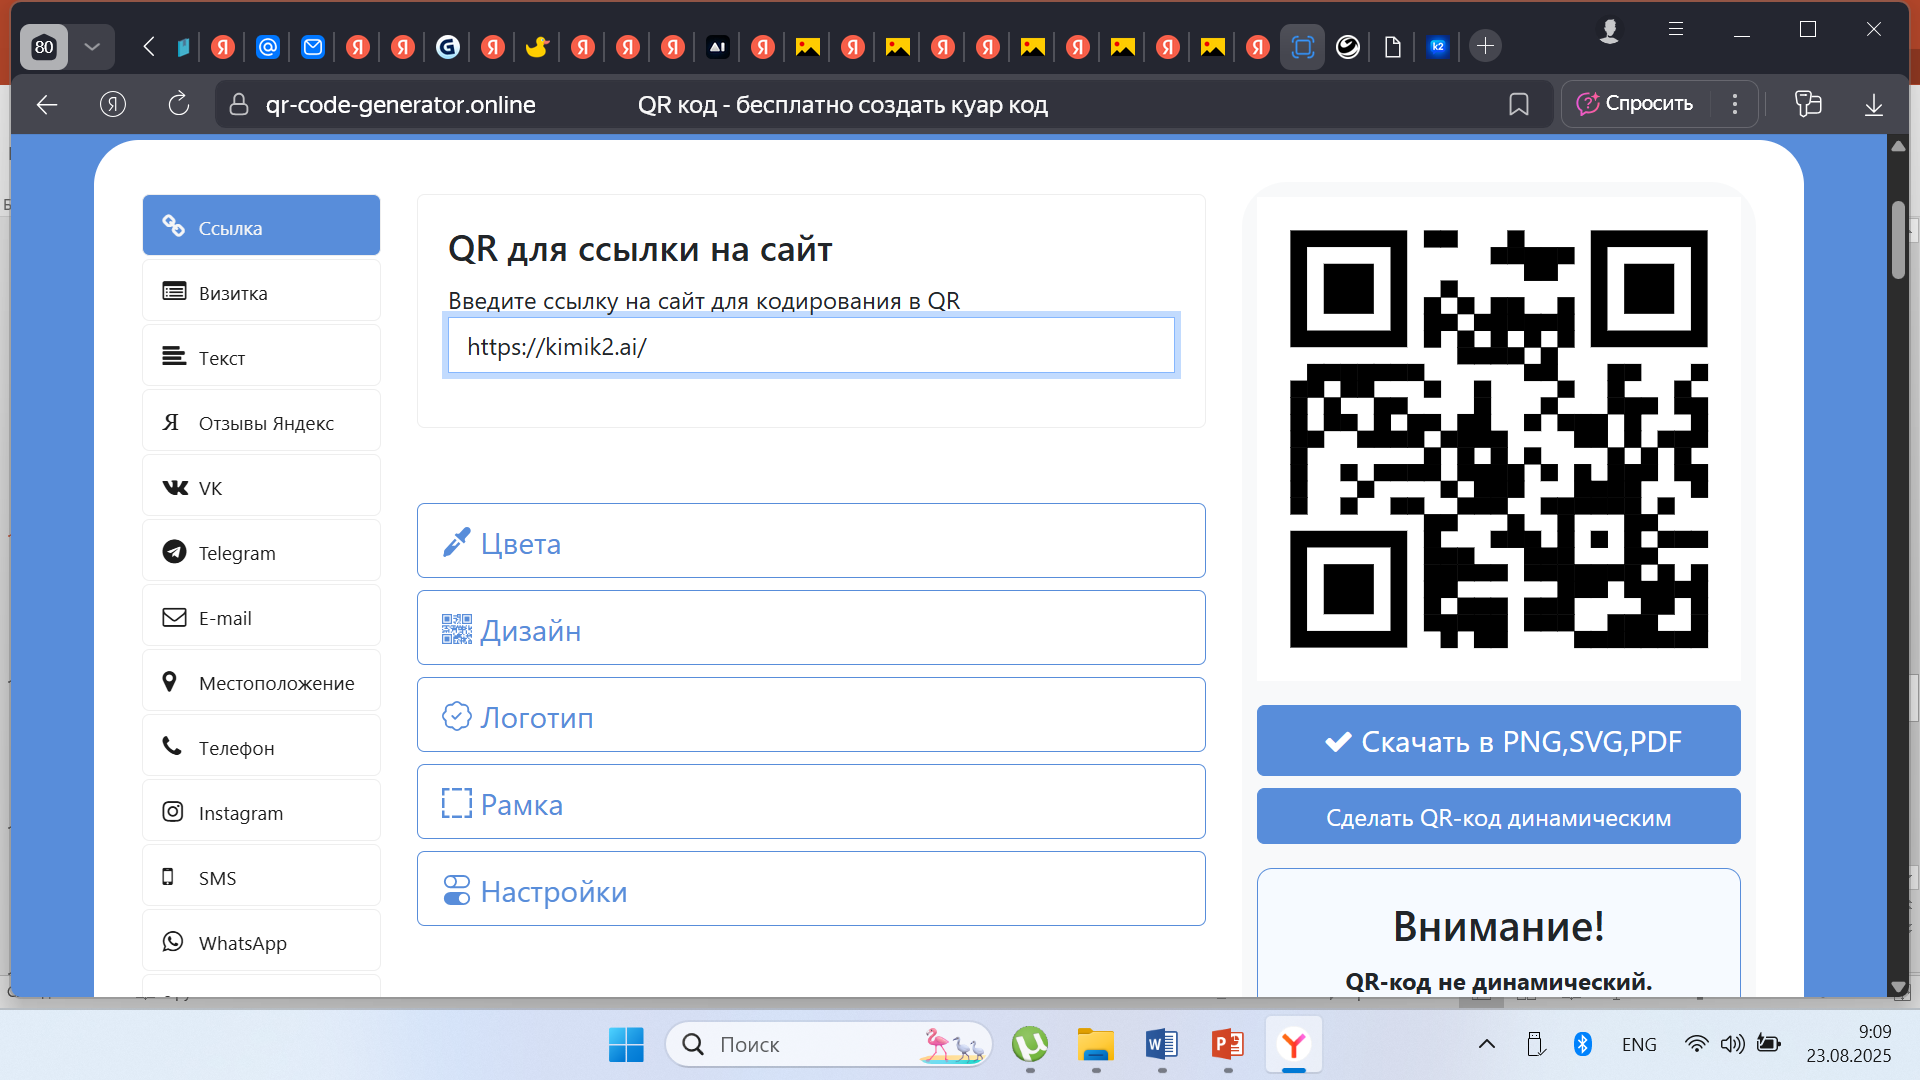 80
qr-code-generator.online
QR код - бесплатно создать куар код
Спросить
Ссылка
Визитка
Текст
Отзывы Яндекс
VK
Telegram
E-mail
Местоположение
Телефон
Instagram
SMS
WhatsApp
QR для ссылки на сайт
Введите ссылку на сайт для кодирования в QR
https://kimik2.ai/
Цвета
Дизайн
Логотип
Рамка
Настройки
Скачать в PNG,SVG,PDF
Сделать QR-код динамическим
Внимание!
QR-код не динамический.
Поиск
ENG
9:09
23.08.2025